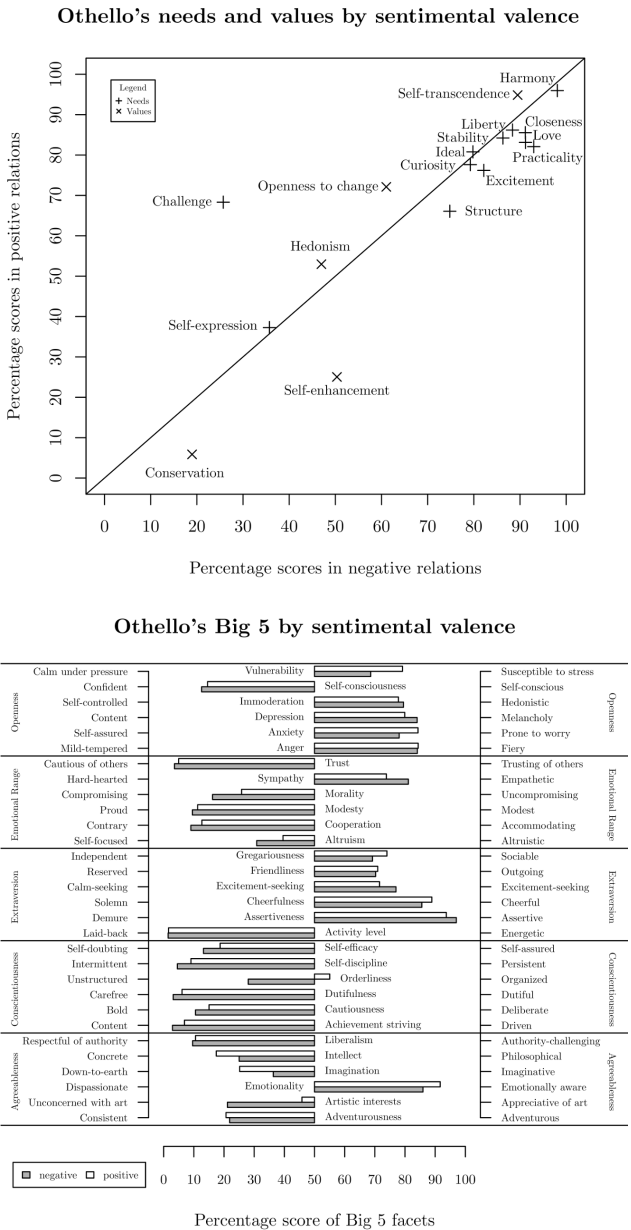 Othello's needs and values by sentimental valence
Percentage scores in positive relations
100
90
80
70
60
50
40
30
20
10
0
Legend
Needs
Values
Harmony
Self-transcendence
Liberty
Closeness
Stability
Love
Ideal
Practicality
Curiosity
Excitement
Openness to change
Challenge
Structure
Hedonism
Self-expression
Self-enhancement
Conservation
0 10 20 30 40 50 60 70 80 90 100
Percentage scores in negative relations
Othello's Big 5 by sentimental valence
Openness
Calm under pressure Vulnerability Susceptible to stress
Confident Self-consciousness Self-conscious
Self-controlled Immoderation Hedonistic
Content Depression Melancholy
Self-assured Anxiety Prone to worry
Mild-tempered Anger Fiery
Openness
Emotional Range
Cautious of others Trust Trusting of others
Hard-hearted Sympathy Empathetic
Compromising Morality Uncompromising
Proud Modesty Modest
Contrary Cooperation Accommodating
Self-focused Altruism Altruistic
Emotional Range
Extraversion
Independent Gregariousness Sociable
Reserved Friendliness Outgoing
Calm-seeking Excitement-seeking Excitement-seeking
Solemn Cheerfulness Cheerful
Demure Assertiveness Assertive
Laid-back Activity level Energetic
Extraversion
Conscientiousness
Self-doubting Self-efficacy Self-assured
Intermittent Self-discipline Persistent
Unstructured Orderliness Organized
Carefree Dutifulness Dutiful
Bold Cautiousness Deliberate
Content Achievement striving Driven
Conscientiousness
Agreeableness
Respectful of authority Liberalism Authority-challenging
Concrete Intellect Philosophical
Down-to-earth Imagination Imaginative
Dispassionate Emotionality Emotionally aware
Unconcerned with art Artistic interests Appreciative of art
Consistent Adventurousness Adventurous
Agreeableness
negative positive
0 10 20 30 40 50 60 70 80 90 100
Percentage score of Big 5 facets